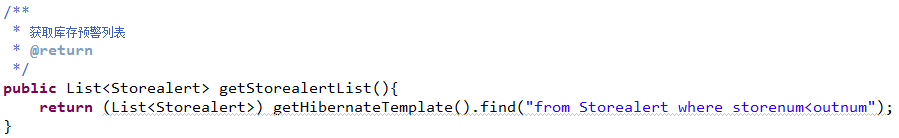 /**
 * 获取库存预警列表
 * @return
 */
public List<Storealert> getStorealertList(){
    return (List<Storealert>) getHibernateTemplate().find("from Storealert where storenum<outnum");
}